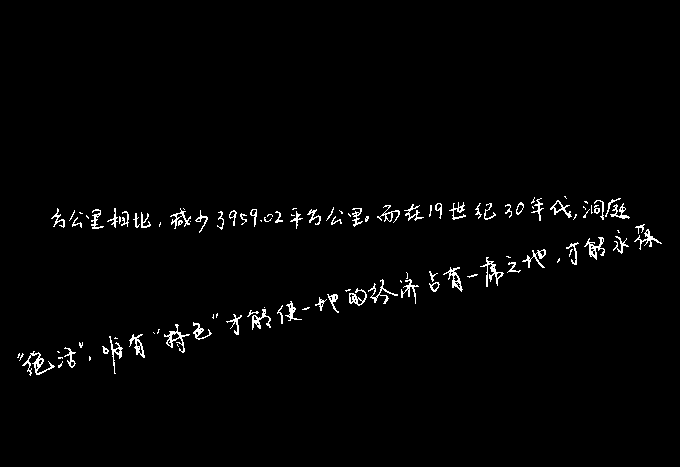 方公里相比，减少3959.02平方公里。而在19世纪30年代，洞庭
“绝活”，唯有“特色”才能使一地的经济占有一席之地，才能永葆